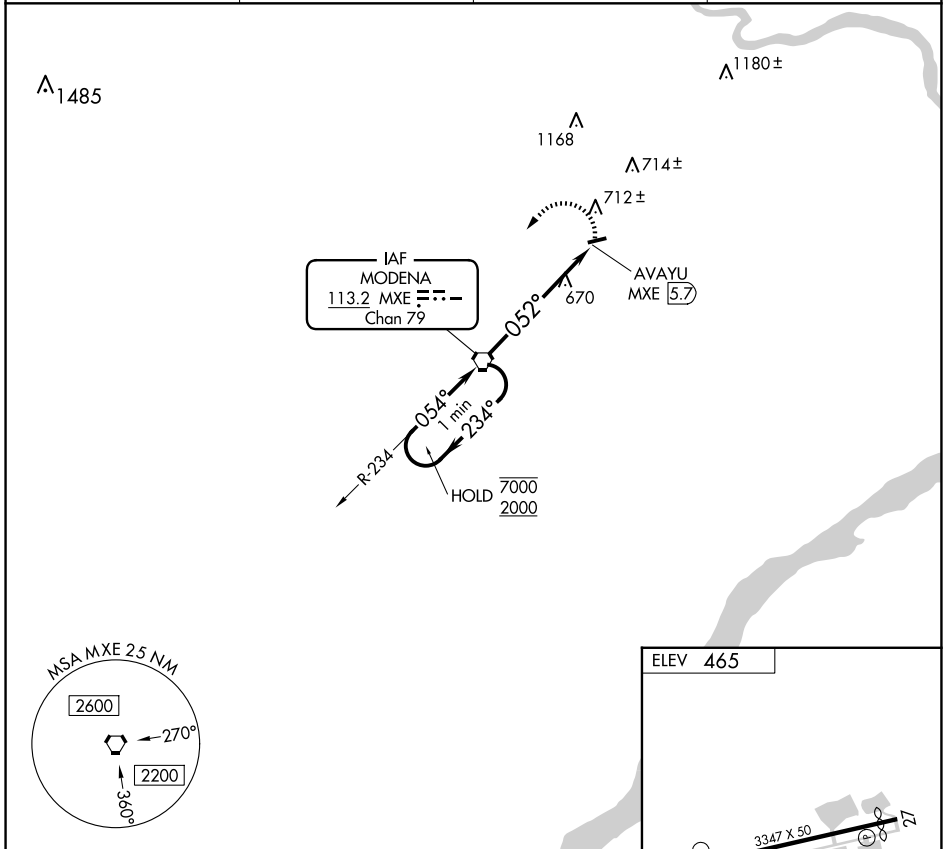 1485
1180 ±
1168
714 ±
712 ±
IAF
MODENA
113.2 MXE
Chan 79
670
AVAYU
MXE 5.7
052°
054°
1 min
234°
R-234
HOLD 7000
2000
MSA MXE 25 NM
2600
270°
2200
360°
ELEV 465
3347 X 50
P
27